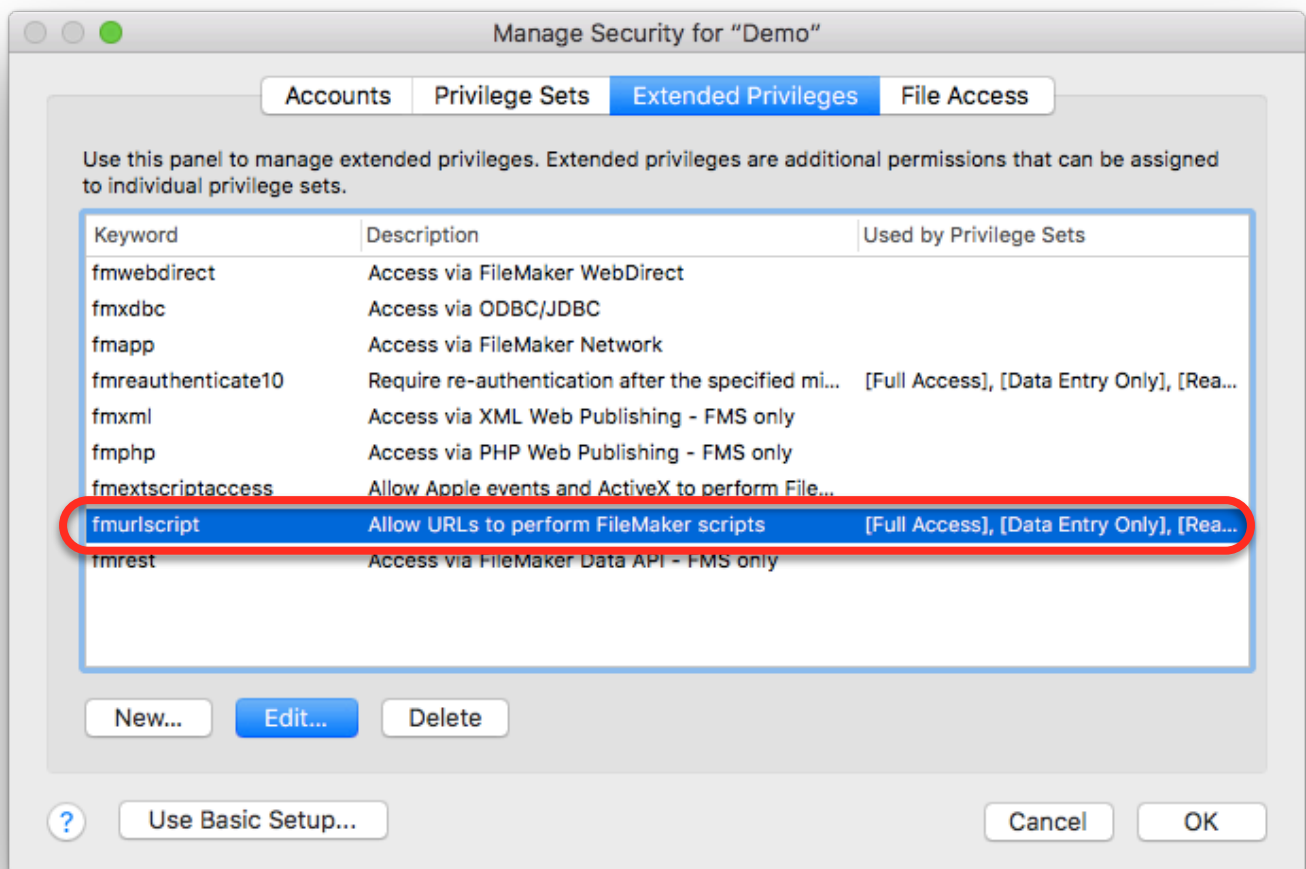 Manage Security for “Demo”
Accounts Privilege Sets Extended Privileges File Access
Use this panel to manage extended privileges. Extended privileges are additional permissions that can be assigned
to individual privilege sets.
Keyword Description Used by Privilege Sets
fmwebdirect Access via FileMaker WebDirect
fmxdbc Access via ODBC/JDBC
fmapp Access via FileMaker Network
fmreauthenticate10 Require re-authentication after the specified mi... [Full Access], [Data Entry Only], [Rea...
fmxml Access via XML Web Publishing - FMS only
fmphp Access via PHP Web Publishing - FMS only
fmextscriptaccess Allow Apple events and ActiveX to perform File...
fmurlscript Allow URLs to perform FileMaker scripts [Full Access], [Data Entry Only], [Rea...
fmrest Access via FileMaker Data API - FMS only
New... Edit... Delete
? Use Basic Setup... Cancel OK